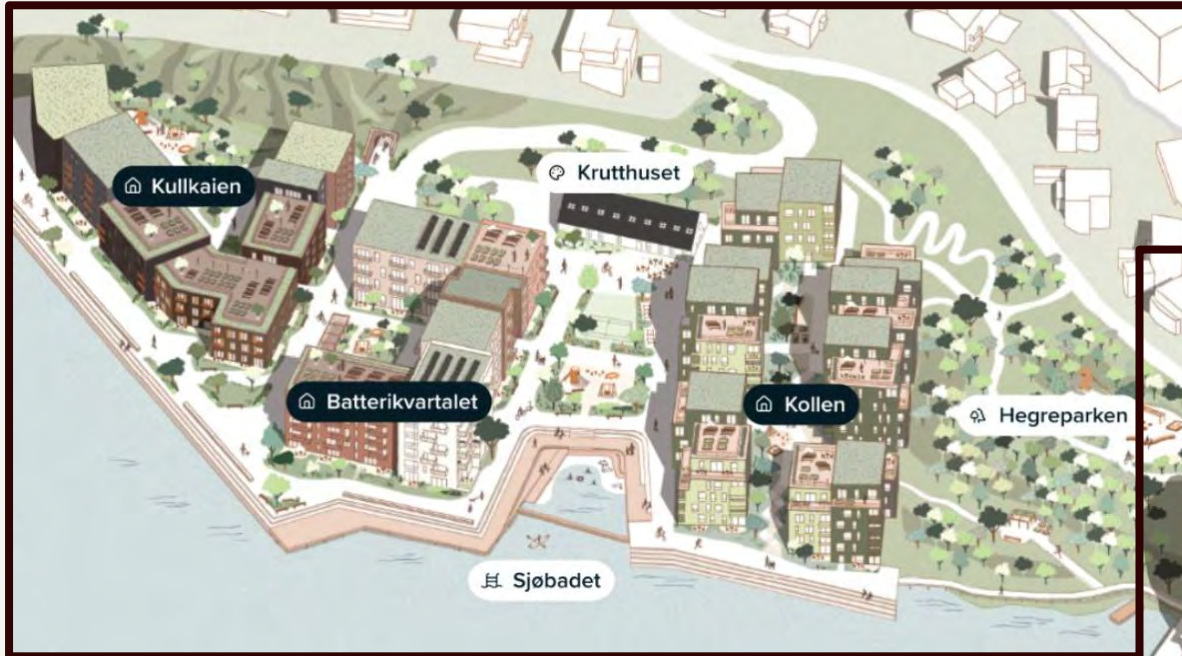 Krutthuset
Kullkaien
Batterikvartalet
Kollen
Hegreparken
Sjøbadet